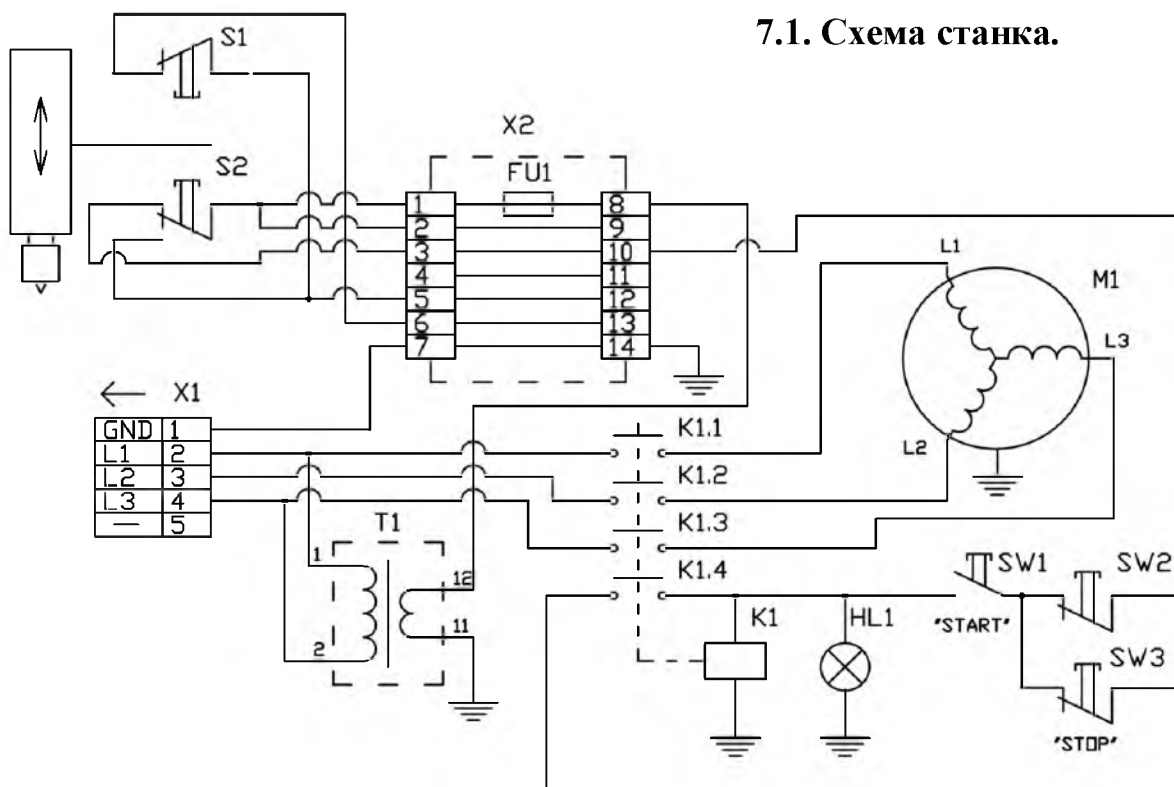 7.1. Схема станка.
S1
S2
X2
FU1
1 8
2 9
3 10
4 11
5 12
6 13
7 14
L1
M1
L3
L2
X1
GND 1
L1 2
L2 3
L3 4
— 5
K1.1
K1.2
K1.3
K1.4
T1
1
12
11
2
K1
HL1
SW1
"START"
SW2
SW3
"STOP"